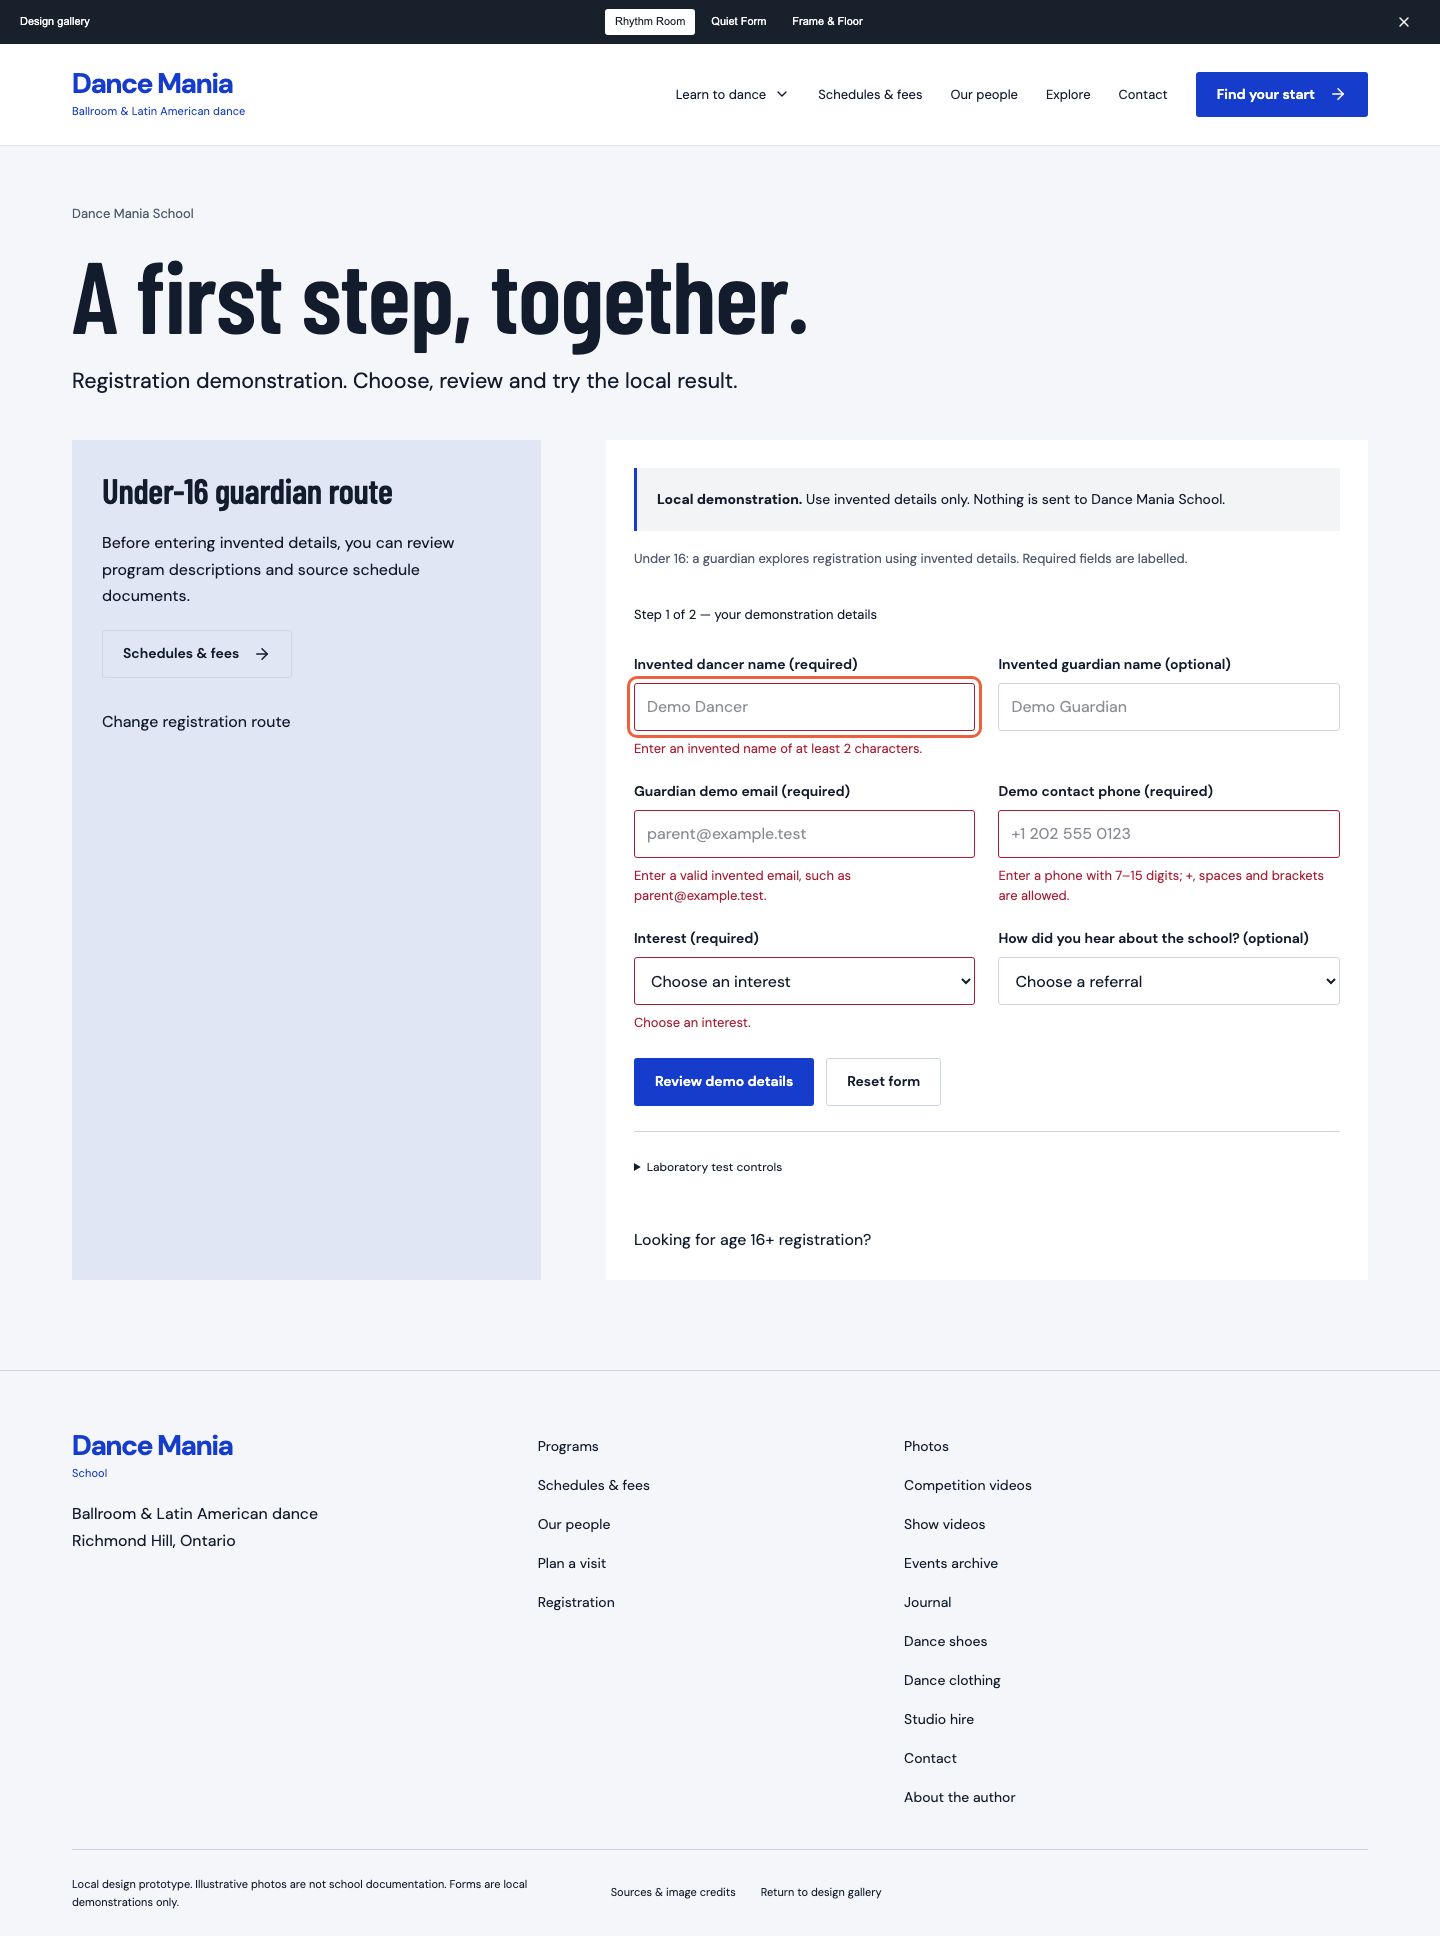 Design gallery
Rhythm Room
Quiet Form
Frame & Floor
Dance Mania
Ballroom & Latin American dance
Learn to dance
Schedules & fees
Our people
Explore
Contact
Find your start
Dance Mania School
A first step, together.
Registration demonstration. Choose, review and try the local result.
Under-16 guardian route
Before entering invented details, you can review
program descriptions and source schedule
documents.
Schedules & fees
Change registration route
Local demonstration. Use invented details only. Nothing is sent to Dance Mania School.
Under 16: a guardian explores registration using invented details. Required fields are labelled.
Step 1 of 2 — your demonstration details
Invented dancer name (required)
Demo Dancer
Enter an invented name of at least 2 characters.
Invented guardian name (optional)
Demo Guardian
Guardian demo email (required)
parent@example.test
Enter a valid invented email, such as
parent@example.test.
Demo contact phone (required)
+1 202 555 0123
Enter a phone with 7–15 digits; +, spaces and brackets
are allowed.
Interest (required)
Choose an interest
Choose an interest.
How did you hear about the school? (optional)
Choose a referral
Review demo details
Reset form
Laboratory test controls
Looking for age 16+ registration?
Dance Mania
School
Ballroom & Latin American dance
Richmond Hill, Ontario
Programs
Schedules & fees
Our people
Plan a visit
Registration
Photos
Competition videos
Show videos
Events archive
Journal
Dance shoes
Dance clothing
Studio hire
Contact
About the author
Local design prototype. Illustrative photos are not school documentation. Forms are local
demonstrations only.
Sources & image credits
Return to design gallery